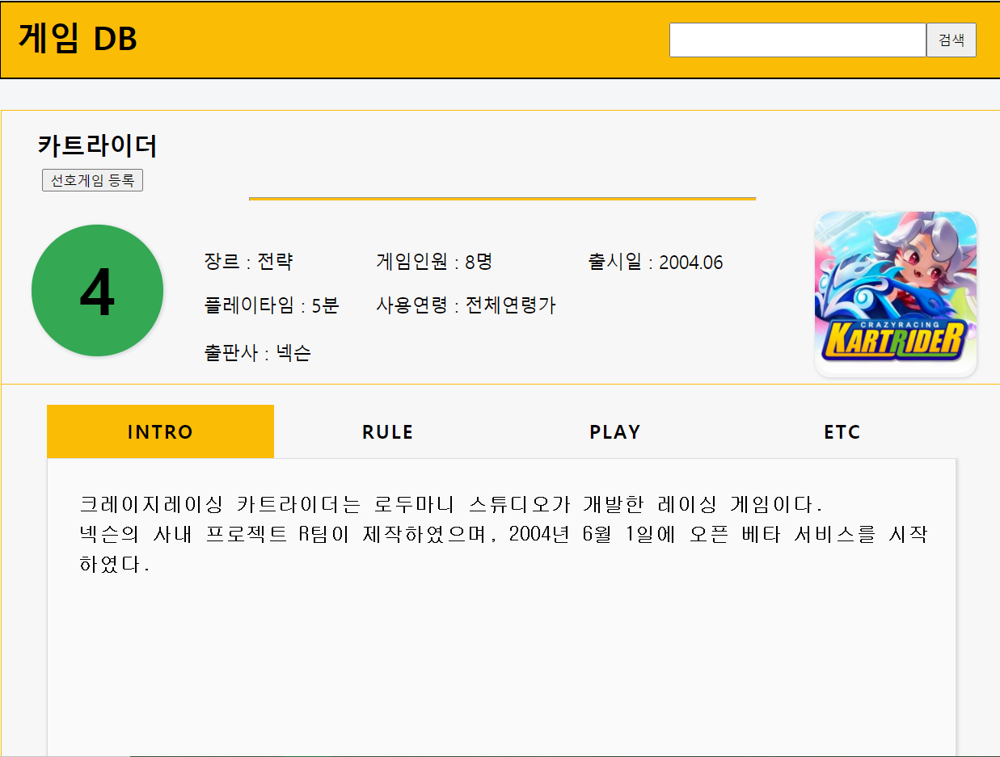 게임 DB
검색
카트라이더
선호게임 등록
4
장르 : 전략
게임인원 : 8명
출시일 : 2004.06
플레이타임 : 5분
사용연령 : 전체연령가
출판사 : 넥슨
CRAZYRACING
KARTRIDER
INTRO
RULE
PLAY
ETC
크레이지레이싱 카트라이더는 로두마니 스튜디오가 개발한 레이싱 게임이다.
넥슨의 사내 프로젝트 R팀이 제작하였으며, 2004년 6월 1일에 오픈 베타 서비스를 시작
하였다.